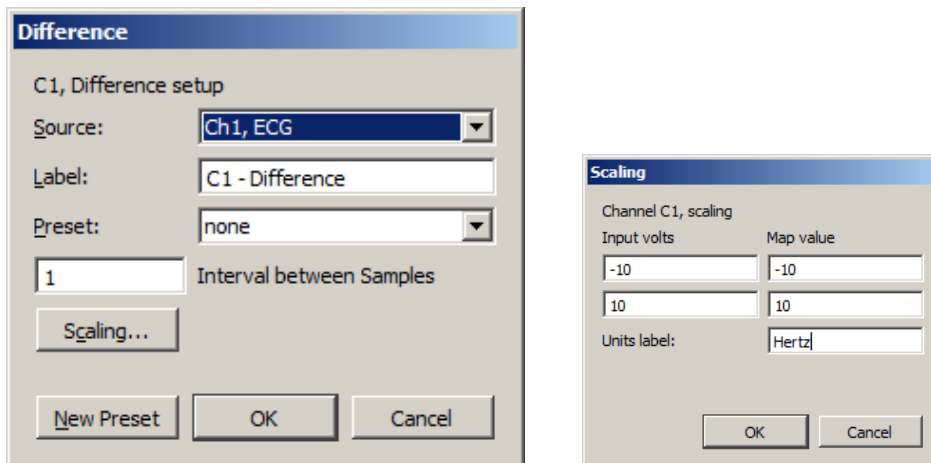 Difference
C1, Difference setup
Source: Ch1, ECG
Label: C1 - Difference
Preset: none
1 Interval between Samples
Scaling...
New Preset OK Cancel
Scaling
Channel C1, scaling
Input volts Map value
-10 -10
10 10
Units label: Hertz
OK Cancel